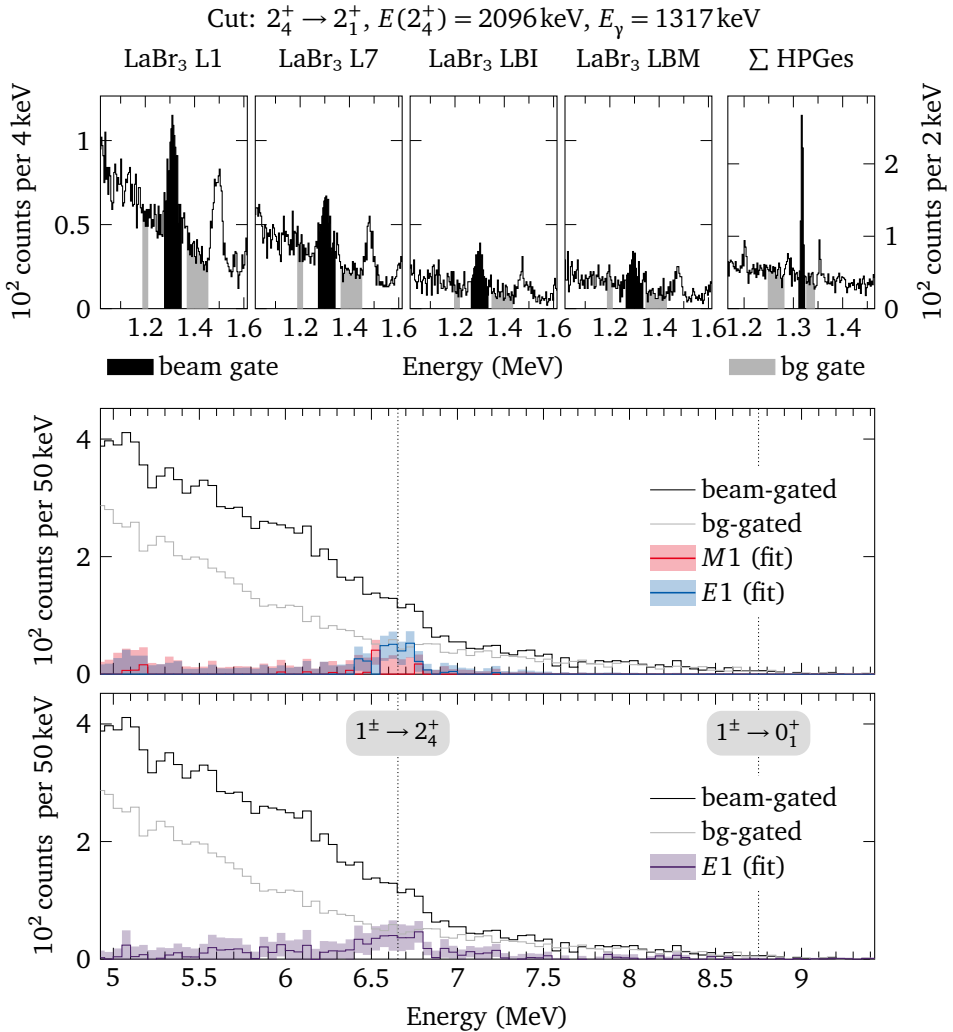 Cut: 2₄⁺ → 2₁⁺, E(2₄⁺) = 2096 keV, Eγ = 1317 keV
LaBr₃ L1 LaBr₃ L7 LaBr₃ LBI LaBr₃ LBM ∑ HPGes
10² counts per 4 keV
1
0.5
0
10² counts per 2 keV
2
1
0
1.2 1.4 1.6 1.2 1.4 1.6 1.2 1.4 1.6 1.2 1.4 1.6 1.2 1.3 1.4
beam gate Energy (MeV) bg gate
10² counts per 50 keV
4
2
0
beam-gated
bg-gated
M1 (fit)
E1 (fit)
10² counts per 50 keV
4
2
0
1± → 2₄⁺ 1± → 0₁⁺
beam-gated
bg-gated
E1 (fit)
5 5.5 6 6.5 7 7.5 8 8.5 9
Energy (MeV)